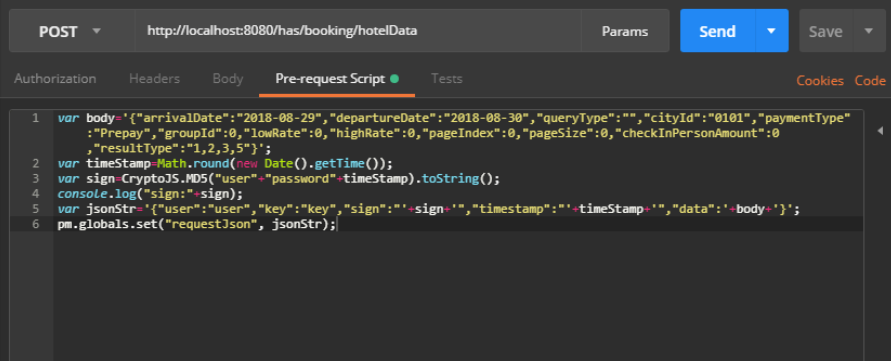 POST http://localhost:8080/has/booking/hotelData Params Send Save
Authorization Headers Body Pre-request Script Tests Cookies Code
1 var body='{"arrivalDate":"2018-08-29","departureDate":"2018-08-30","queryType":"","cityId":"0101","paymentType"
:"Prepay","groupId":0,"lowRate":0,"highRate":0,"pageIndex":0,"pageSize":0,"checkInPersonAmount":0
,"resultType":"1,2,3,5"}';
2 var timeStamp=Math.round(new Date().getTime());
3 var sign=CryptoJS.MD5("user"+"password"+timeStamp).toString();
4 console.log("sign:"+sign);
5 var jsonStr='{"user":"user","key":"key","sign":"'+sign+'","timestamp":"'+timeStamp+'","data":'+body+'}';
6 pm.globals.set("requestJson", jsonStr);